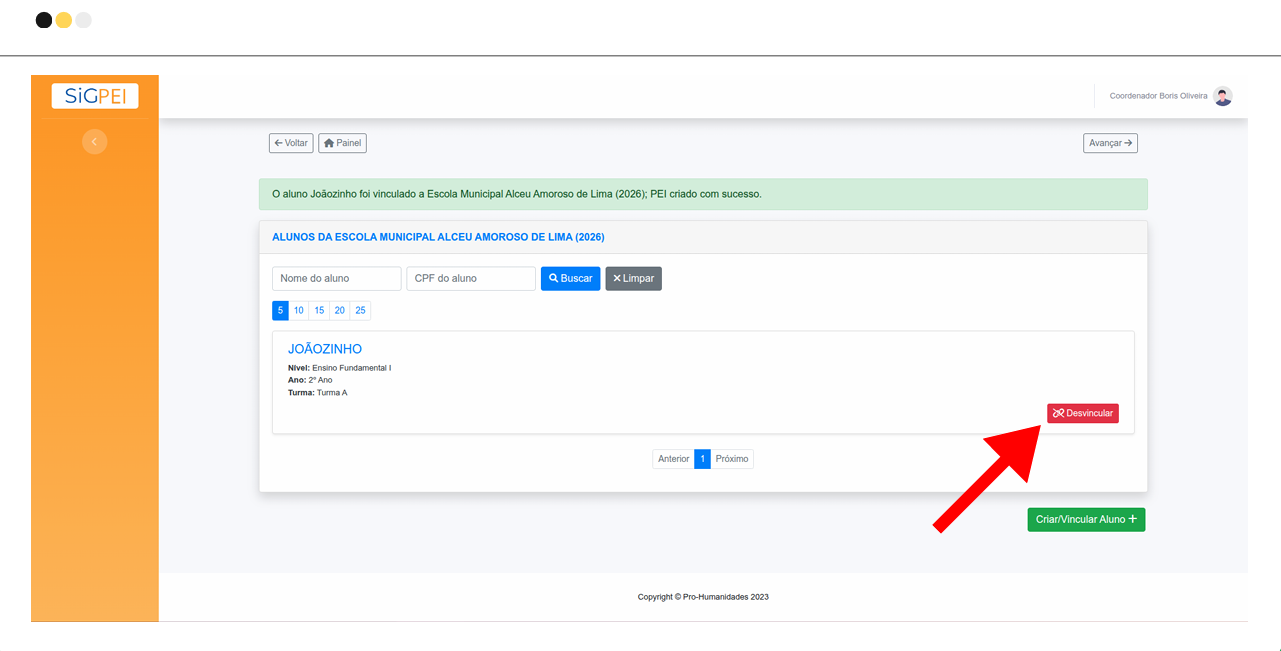 SiGPEI
Coordenador Boris Oliveira
Voltar
Painel
Avançar
O aluno Joãozinho foi vinculado a Escola Municipal Alceu Amoroso de Lima (2026); PEI criado com sucesso.
ALUNOS DA ESCOLA MUNICIPAL ALCEU AMOROSO DE LIMA (2026)
Nome do aluno
CPF do aluno
Buscar
Limpar
5 10 15 20 25
JOÃOZINHO
Nível: Ensino Fundamental I
Ano: 2º Ano
Turma: Turma A
Desvincular
Anterior 1 Próximo
Criar/Vincular Aluno
Copyright © Pro-Humanidades 2023